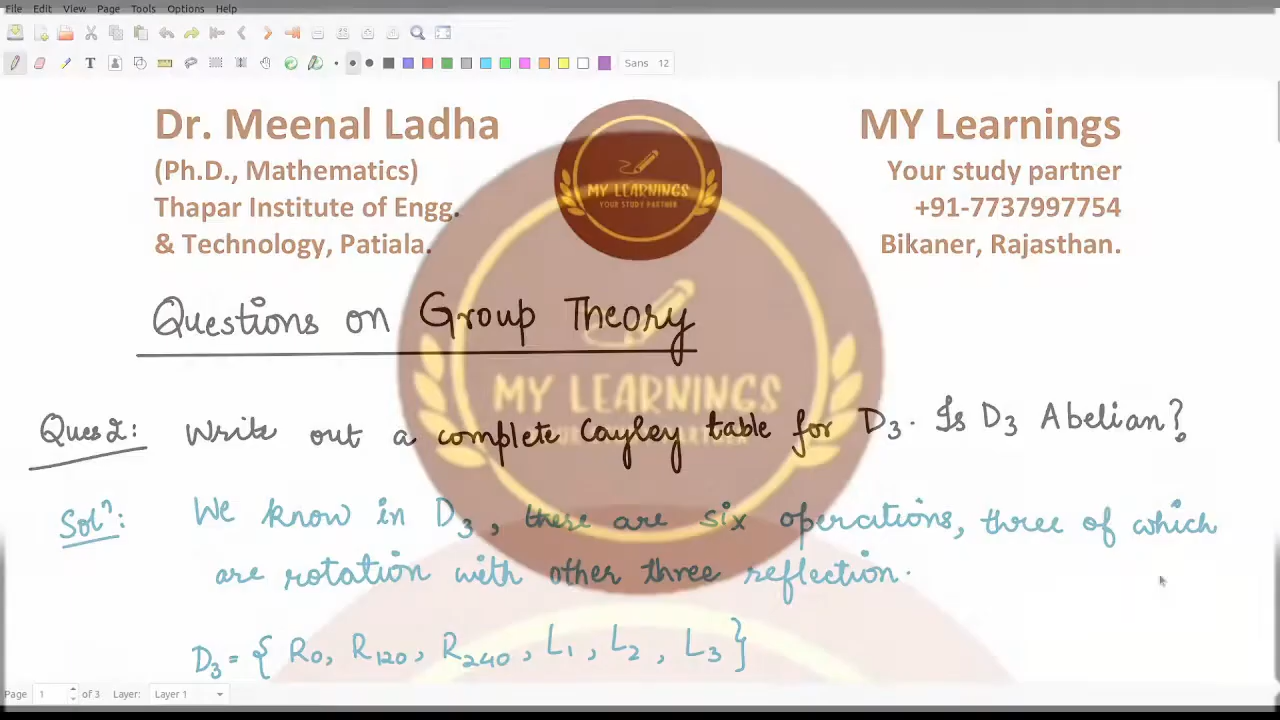 File Edit View Page Tools Options Help
Sans 12
Dr. Meenal Ladha
(Ph.D., Mathematics)
Thapar Institute of Engg.
& Technology, Patiala.
MY LEARNINGS
YOUR STUDY PARTNER
MY Learnings
Your study partner
+91-7737997754
Bikaner, Rajasthan.
Questions on Group Theory
MY LEARNINGS
Ques 2: Write out a complete Cayley table for D3. Is D3 Abelian?
Solⁿ: We know in D3, there are six operations, three of which
are rotation with other three reflection.
D3 = { R0, R120, R240, L1, L2, L3 }
Page 1 of 3 Layer: Layer 1